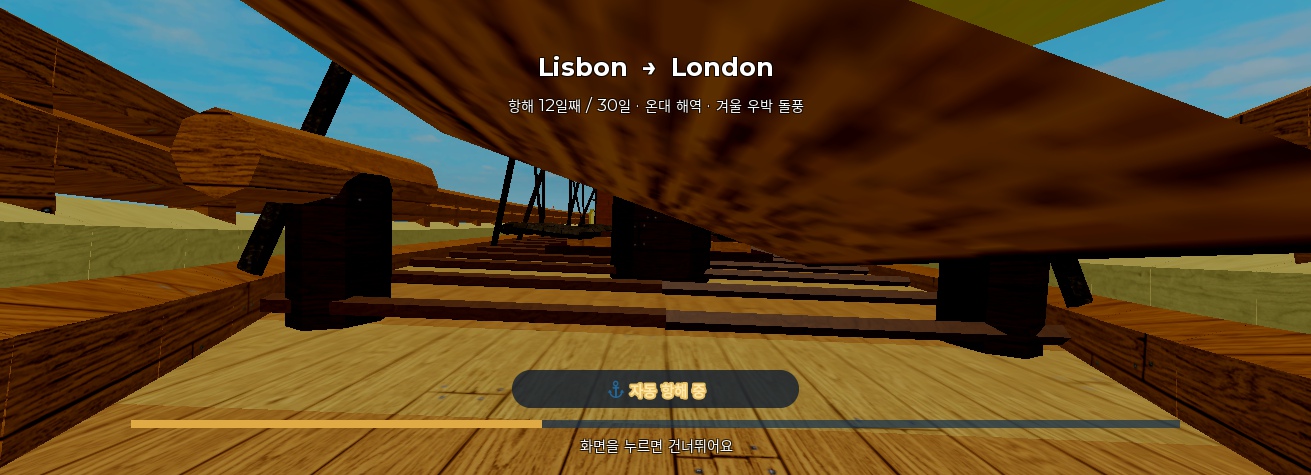 Lisbon → London
항해 12일째 / 30일 · 온대 해역 · 겨울 우박 돌풍
⚓ 자동 항해 중
화면을 누르면 건너뛰어요